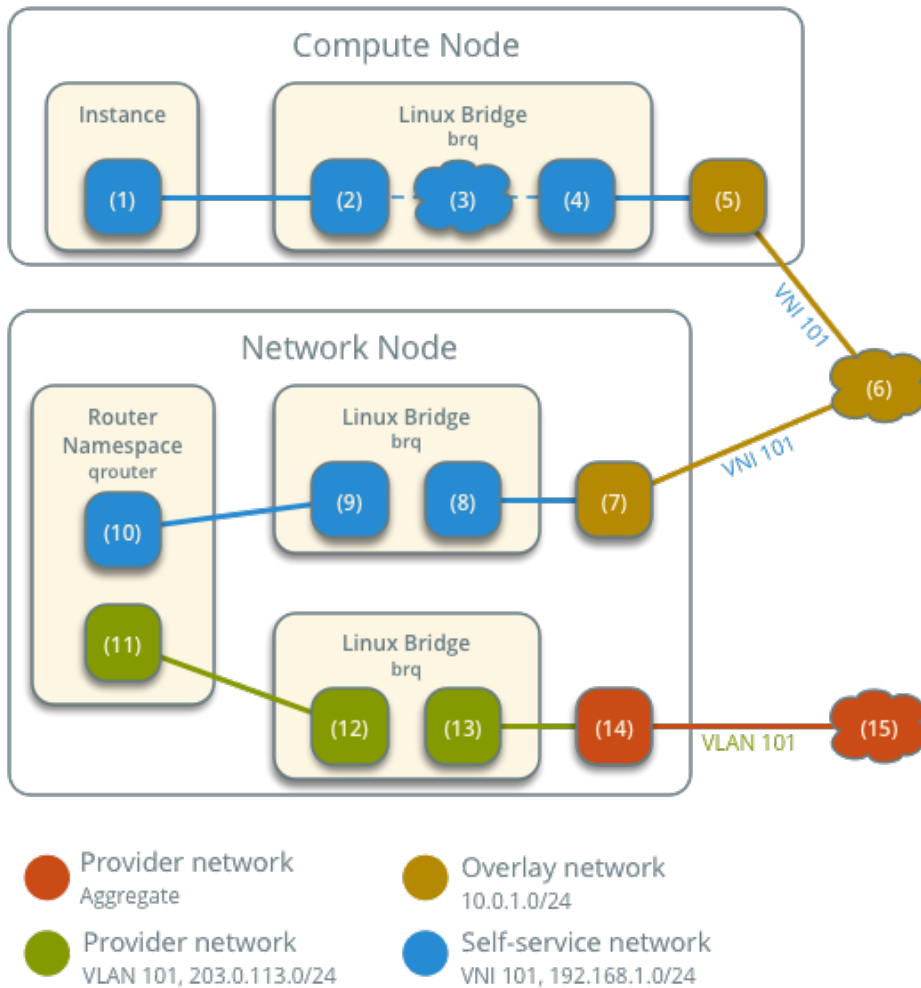 Compute Node
Instance
Linux Bridge
brq
(1)
(2)
(3)
(4)
(5)
VNI 101
(6)
VNI 101
Network Node
Router
Namespace
qrouter
Linux Bridge
brq
(10)
(9)
(8)
(7)
(11)
Linux Bridge
brq
(12)
(13)
(14)
VLAN 101
(15)
Provider network
Aggregate
Overlay network
10.0.1.0/24
Provider network
VLAN 101, 203.0.113.0/24
Self-service network
VNI 101, 192.168.1.0/24